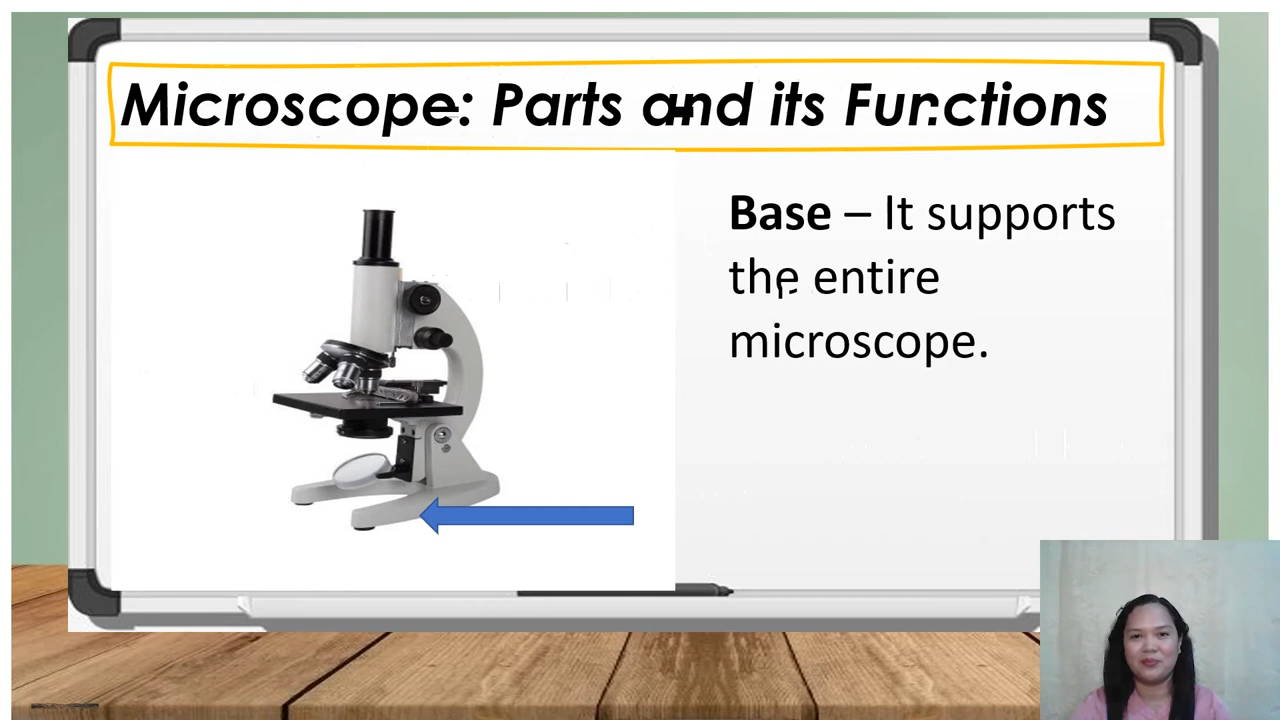 Microscope: Parts and its Functions
Base – It supports
the entire
microscope.